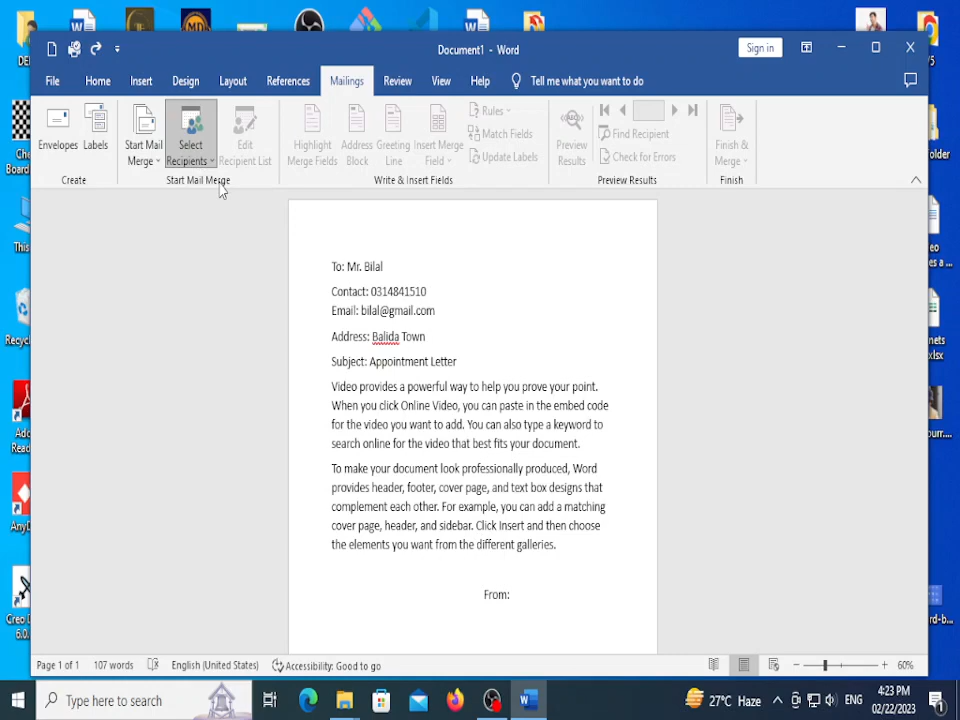 Document1 - Word
Sign in
File Home Insert Design Layout References Mailings Review View Help Tell me what you want to do
Envelopes Labels
Create
Start Mail Merge
Select Recipients
Edit Recipient List
Start Mail Merge
Highlight Merge Fields
Address Block
Greeting Line
Insert Merge Field
Rules
Match Fields
Update Labels
Write & Insert Fields
ABC
Preview Results
Find Recipient
Check for Errors
Preview Results
Finish & Merge
Finish
To: Mr. Bilal
Contact: 0314841510
Email: bilal@gmail.com
Address: Balida Town
Subject: Appointment Letter
Video provides a powerful way to help you prove your point.
When you click Online Video, you can paste in the embed code
for the video you want to add. You can also type a keyword to
search online for the video that best fits your document.
To make your document look professionally produced, Word
provides header, footer, cover page, and text box designs that
complement each other. For example, you can add a matching
cover page, header, and sidebar. Click Insert and then choose
the elements you want from the different galleries.
From:
Page 1 of 1 107 words English (United States) Accessibility: Good to go 60%
Type here to search
27°C Haze ENG
4:23 PM
02/22/2023